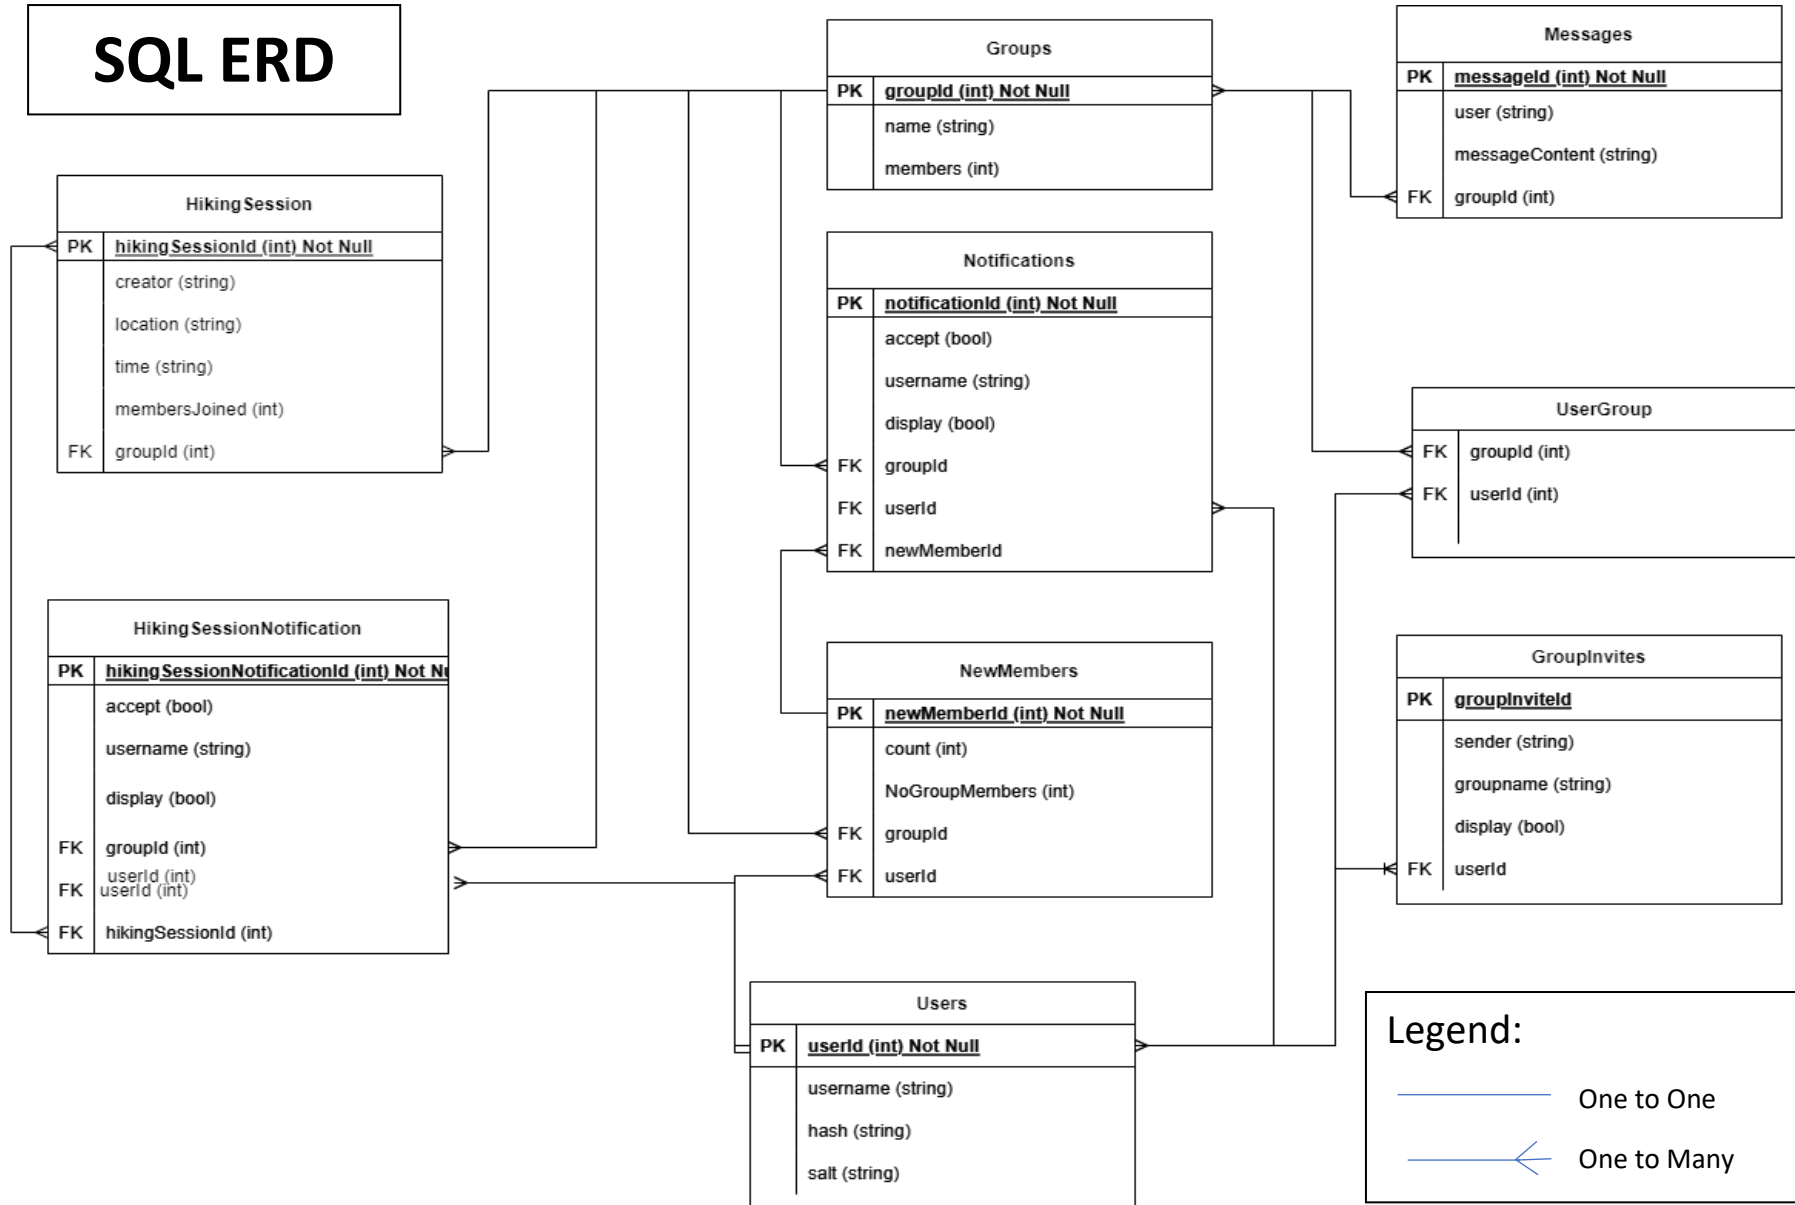 SQL ERD
Groups
PK groupId (int) Not Null
name (string)
members (int)
Messages
PK messageId (int) Not Null
user (string)
messageContent (string)
FK groupId (int)
HikingSession
PK hikingSessionId (int) Not Null
creator (string)
location (string)
time (string)
membersJoined (int)
FK groupId (int)
Notifications
PK notificationId (int) Not Null
accept (bool)
username (string)
display (bool)
FK groupId
FK userId
FK newMemberId
UserGroup
FK groupId (int)
FK userId (int)
HikingSessionNotification
PK hikingSessionNotificationId (int) Not Nu
accept (bool)
username (string)
display (bool)
FK groupId (int)
userId (int)
FK userId (int)
FK hikingSessionId (int)
NewMembers
PK newMemberId (int) Not Null
count (int)
NoGroupMembers (int)
FK groupId
FK userId
GroupInvites
PK groupInviteId
sender (string)
groupname (string)
display (bool)
FK userId
Users
PK userId (int) Not Null
username (string)
hash (string)
salt (string)
Legend:
One to One
One to Many